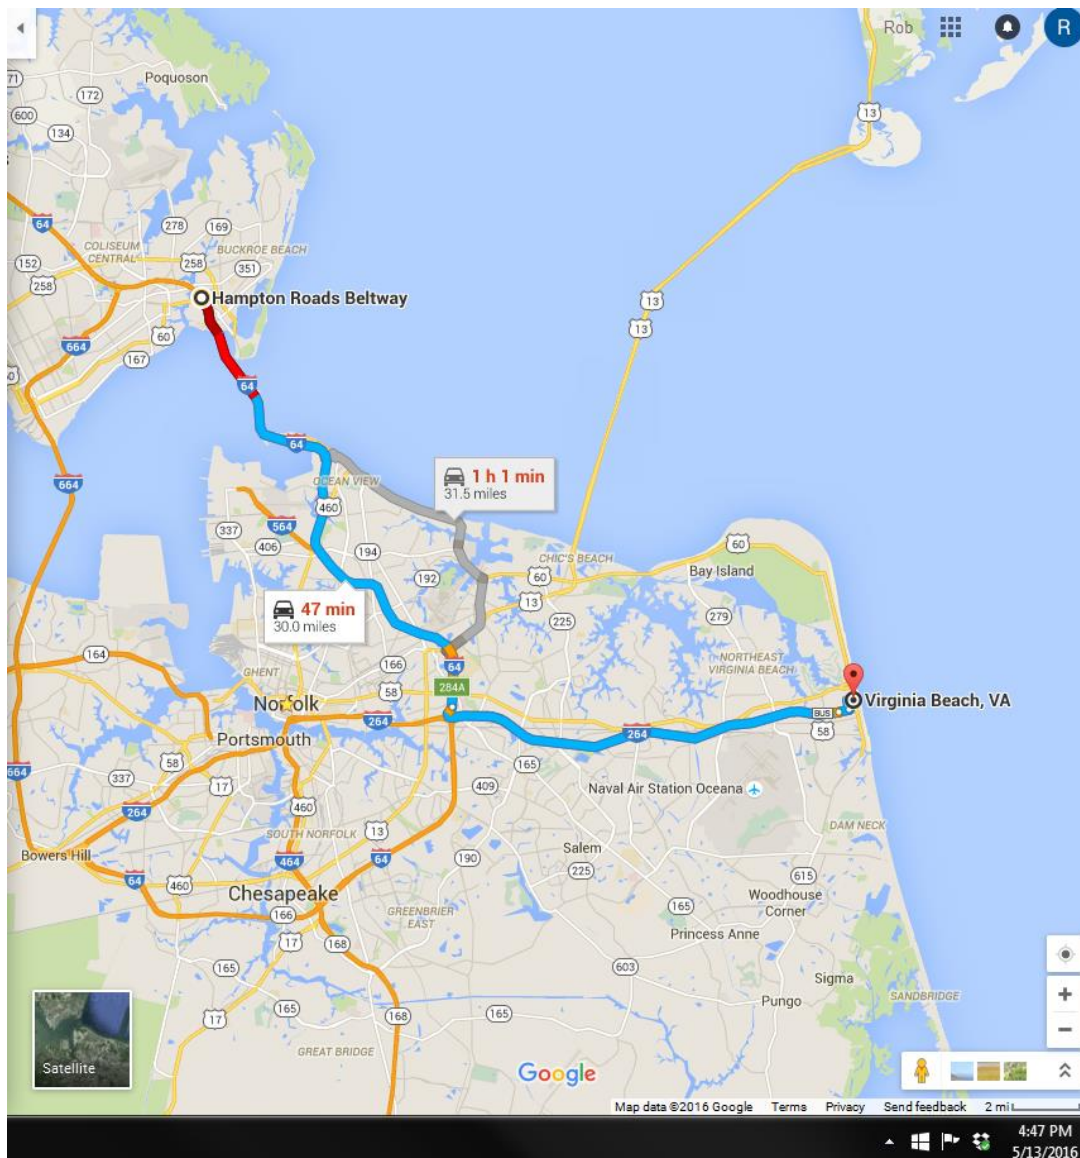 Rob
R
Poquoson
71
172
600
134
13
64
278
169
COLISEUM
CENTRAL
BUCKROE BEACH
152
258
351
258
Hampton Roads Beltway
13
13
60
664
167
64
64
664
OCEAN VIEW
1 h 1 min
31.5 miles
460
337
564
406
194
CHIC'S BEACH
60
192
60
Bay Island
47 min
30.0 miles
13
225
279
164
166
64
NORTHEAST
VIRGINIA BEACH
GHENT
58
284A
Norfolk
264
Virginia Beach, VA
BUS
58
264
Portsmouth
58
165
664
337
17
409
Naval Air Station Oceana
264
460
SOUTH NORFOLK
13
DAM NECK
Bowers Hill
464
64
190
Salem
225
615
64
460
Chesapeake
166
GREENBRIER
EAST
165
Woodhouse
Corner
17
168
Princess Anne
165
603
Sigma
SANDBRIDGE
Pungo
17
165
168
165
GREAT BRIDGE
Satellite
Google
Map data ©2016 Google Terms Privacy Send feedback 2 mi
4:47 PM
5/13/2016